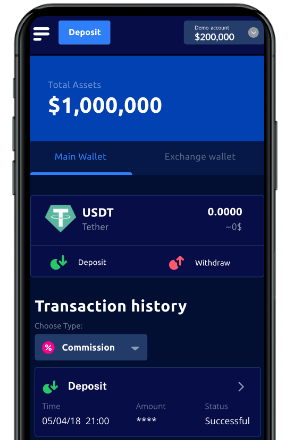 Deposit
Demo account
$200,000
Total Assets
$1,000,000
Main Wallet
Exchange wallet
USDT
0.0000
Tether
~0$
Deposit
Withdraw
Transaction history
Choose Type:
% Commission
Deposit
Time
Amount
Status
05/04/18 21:00
****
Successful